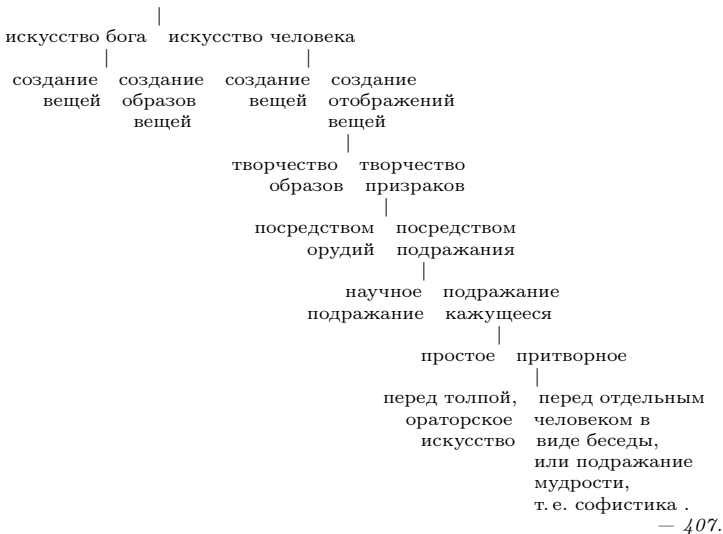 искусство бога искусство человека
создание создание создание создание
вещей образов вещей отображений
вещей вещей
творчество творчество
образов призраков
посредством посредством
орудий подражания
научное подражание
подражание кажущееся
простое притворное
перед толпой, перед отдельным
ораторское человеком в
искусство виде беседы,
или подражание
мудрости,
т. е. софистика .
— 407.